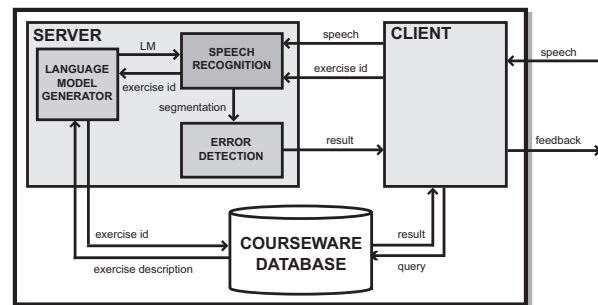 SERVER
CLIENT
LM
SPEECH
RECOGNITION
speech
speech
LANGUAGE
MODEL
GENERATOR
exercise id
exercise id
segmentation
ERROR
DETECTION
result
feedback
exercise id
exercise description
COURSEWARE
DATABASE
result
query